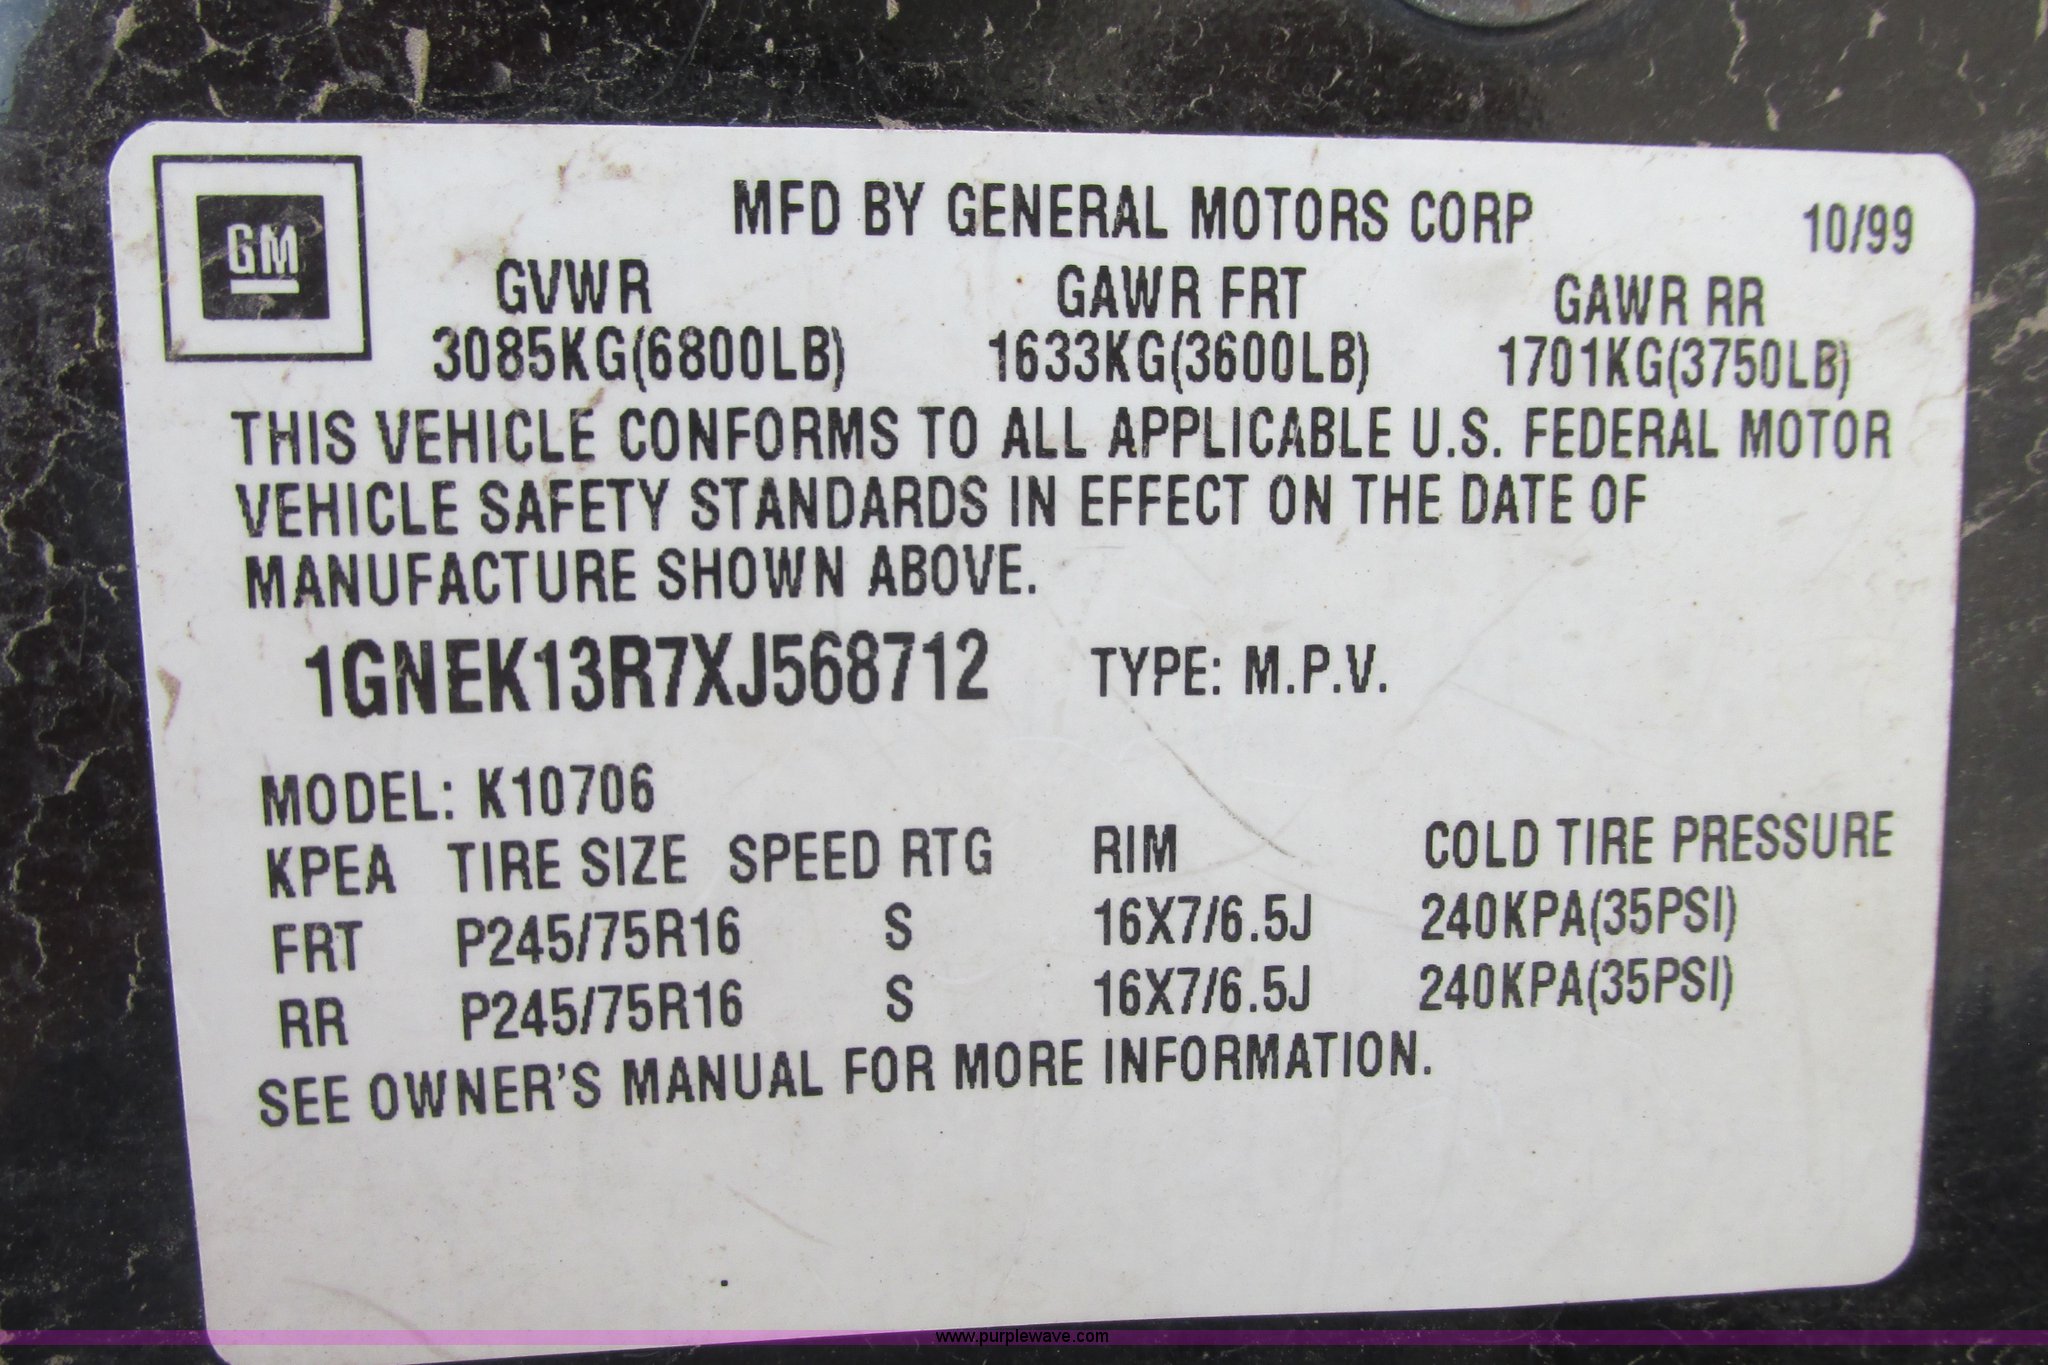 GM
MFD BY GENERAL MOTORS CORP 10/99
GVWR GAWR FRT GAWR RR
3085KG(6800LB) 1633KG(3600LB) 1701KG(3750LB)
THIS VEHICLE CONFORMS TO ALL APPLICABLE U.S. FEDERAL MOTOR
VEHICLE SAFETY STANDARDS IN EFFECT ON THE DATE OF
MANUFACTURE SHOWN ABOVE.
1GNEK13R7XJ568712 TYPE: M.P.V.
MODEL: K10706
KPEA TIRE SIZE SPEED RTG RIM COLD TIRE PRESSURE
FRT P245/75R16 S 16X7/6.5J 240KPA(35PSI)
RR P245/75R16 S 16X7/6.5J 240KPA(35PSI)
SEE OWNER'S MANUAL FOR MORE INFORMATION.
www.purplewave.com